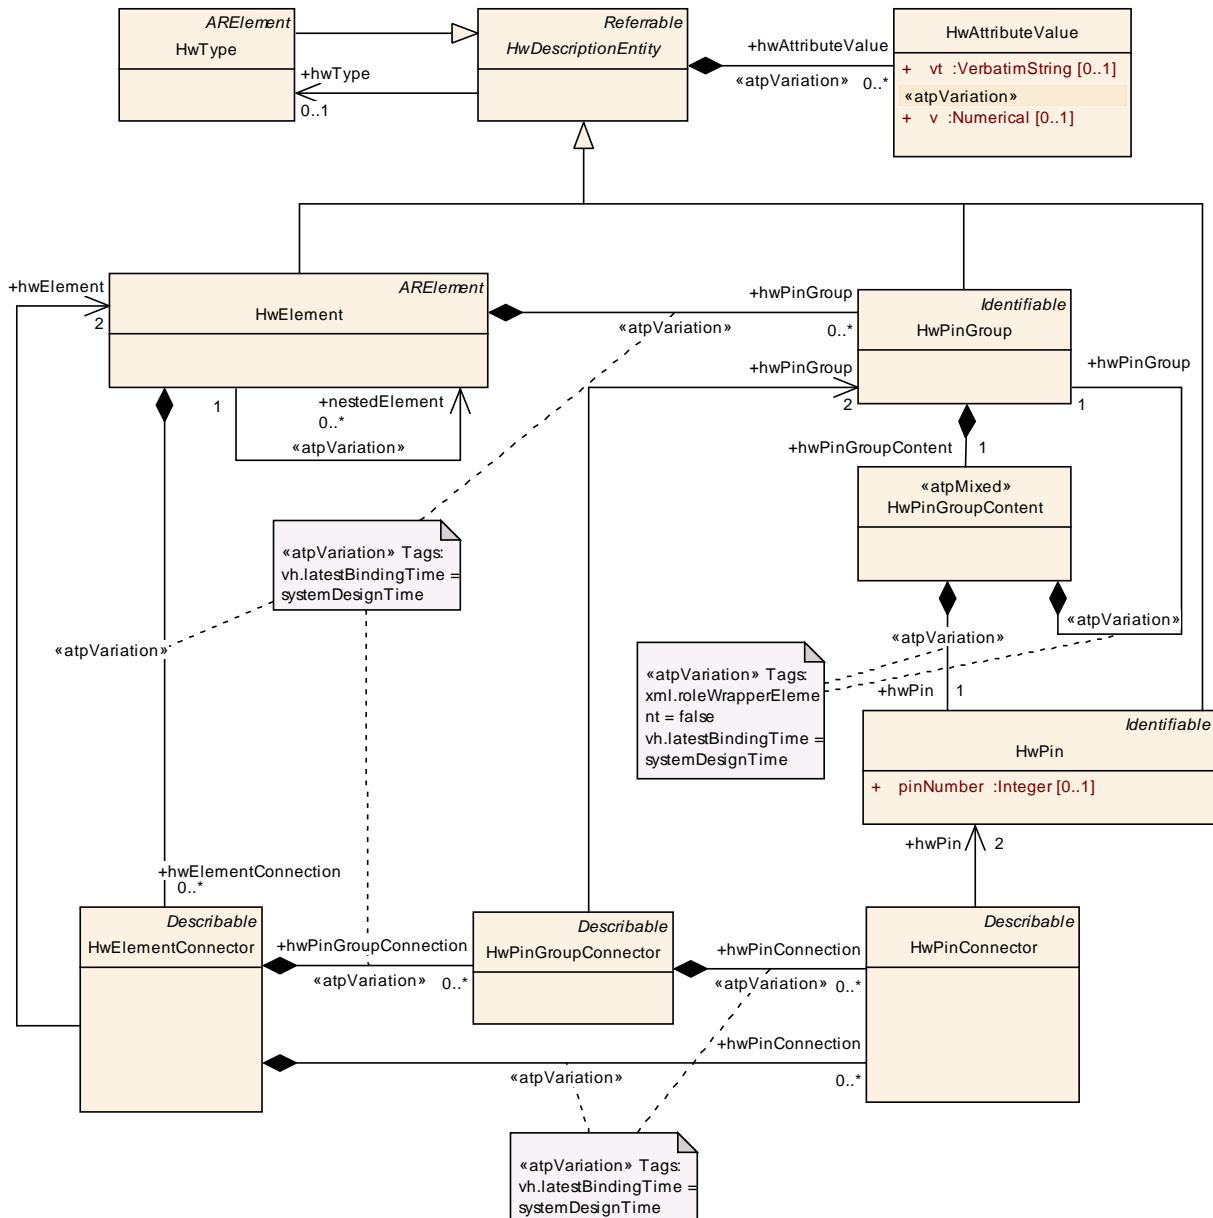 ARElement
HwType
Referrable
HwDescriptionEntity
HwAttributeValue
+ vt :VerbatimString [0..1]
«atpVariation»
+ v :Numerical [0..1]
+hwAttributeValue
«atpVariation» 0..*
+hwType
0..1
+hwElement
2
ARElement
HwElement
+hwPinGroup
«atpVariation»
0..*
Identifiable
HwPinGroup
+hwPinGroup
2
+hwPinGroup
1
1
+nestedElement
0..*
«atpVariation»
+hwPinGroupContent
1
«atpMixed»
HwPinGroupContent
«atpVariation» Tags:
vh.latestBindingTime =
systemDesignTime
«atpVariation»
«atpVariation»
«atpVariation»
«atpVariation» Tags:
xml.roleWrapperEleme
nt = false
vh.latestBindingTime =
systemDesignTime
+hwPin
1
Identifiable
HwPin
+ pinNumber :Integer [0..1]
+hwPin
2
+hwElementConnection
0..*
Describable
HwElementConnector
+hwPinGroupConnection
«atpVariation» 0..*
Describable
HwPinGroupConnector
+hwPinConnection
«atpVariation» 0..*
Describable
HwPinConnector
+hwPinConnection
«atpVariation»
0..*
«atpVariation» Tags:
vh.latestBindingTime =
systemDesignTime